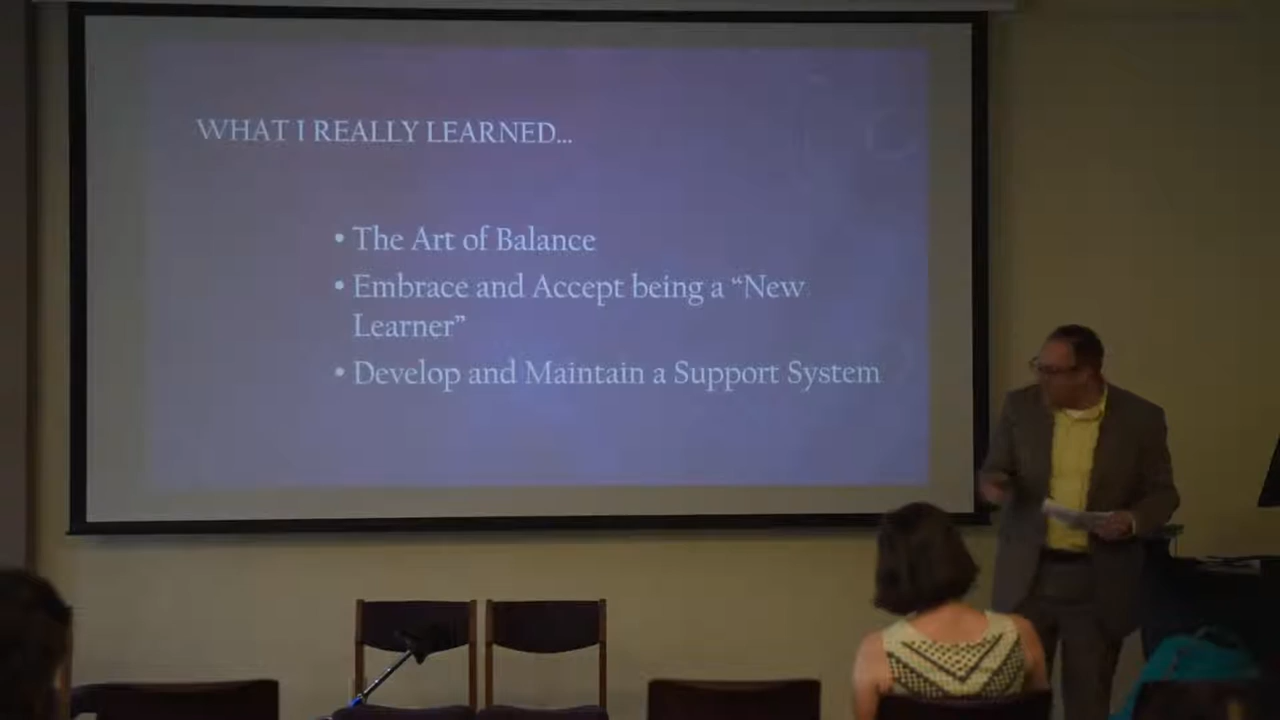 WHAT I REALLY LEARNED...
• The Art of Balance
• Embrace and Accept being a “New
Learner”
• Develop and Maintain a Support System